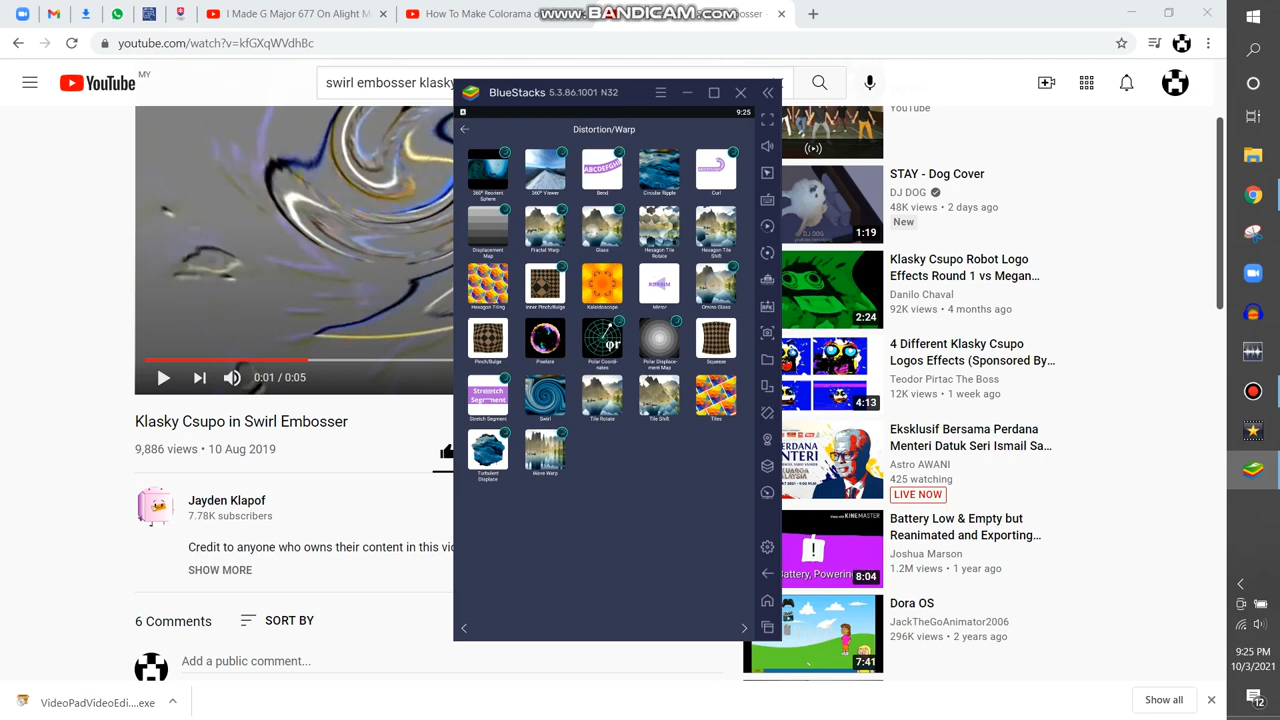 I Made G Major 677 On Alight M
How To Make Colorama o
www.BANDICAM.com
bosser -
youtube.com/watch?v=kfGXqWVdhBc
YouTube MY
swirl embosser klasky
BlueStacks 5.3.86.1001 N32
9:25
Distortion/Warp
360° Reorient Sphere
360° Viewer
Bend
Circular Ripple
Curl
Displacement Map
Fractal Warp
Glass
Hexagon Tile Rotate
Hexagon Tile Shift
Hexagon Tiling
Inner Pinch/Bulge
Kaleidoscope
Mirror
Omino Glass
Pinch/Bulge
Pixelate
Polar Coordi-nates
Polar Displace-ment Map
Squeeze
Stretch Segment
Swirl
Tile Rotate
Tile Shift
Tiles
Turbulent Displace
Wave Warp
0:01 / 0:05
Klasky Csupo in Swirl Embosser
9,886 views • 10 Aug 2019
Jayden Klapof
7.78K subscribers
Credit to anyone who owns their content in this vi
SHOW MORE
6 Comments
SORT BY
Add a public comment...
YouTube
STAY - Dog Cover
DJ DOG
48K views • 2 days ago
New
1:19
Klasky Csupo Robot Logo
Effects Round 1 vs Megan...
Danilo Chaval
92K views • 4 months ago
2:24
4 Different Klasky Csupo
Logos Effects (Sponsored By...
Teodor Pirtac The Boss
12K views • 1 week ago
4:13
Eksklusif Bersama Perdana
Menteri Datuk Seri Ismail Sa...
Astro AWANI
425 watching
LIVE NOW
Battery Low & Empty but
Reanimated and Exporting...
Joshua Marson
1.2M views • 1 year ago
8:04
Dora OS
JackTheGoAnimator2006
296K views • 2 years ago
7:41
VideoPadVideoEdi....exe
Show all
9:25 PM
10/3/2021
12